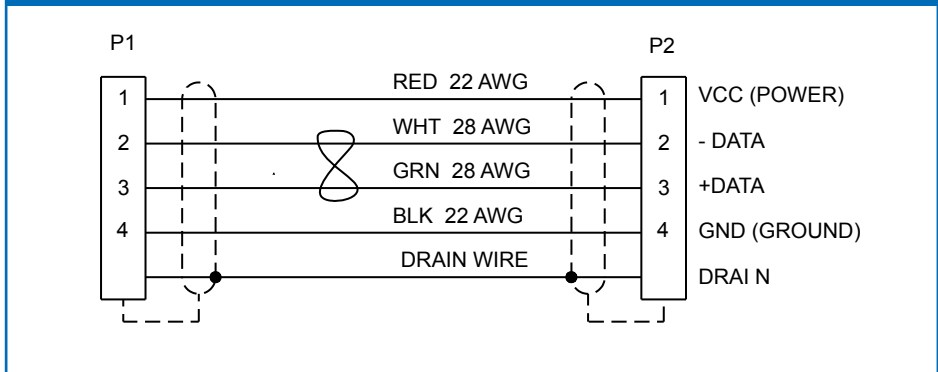 P1 P2
RED 22 AWG
1 1 VCC (POWER)
WHT 28 AWG
2 2 - DATA
GRN 28 AWG
3 3 +DATA
BLK 22 AWG
4 4 GND (GROUND)
DRAIN WIRE
DRAI N